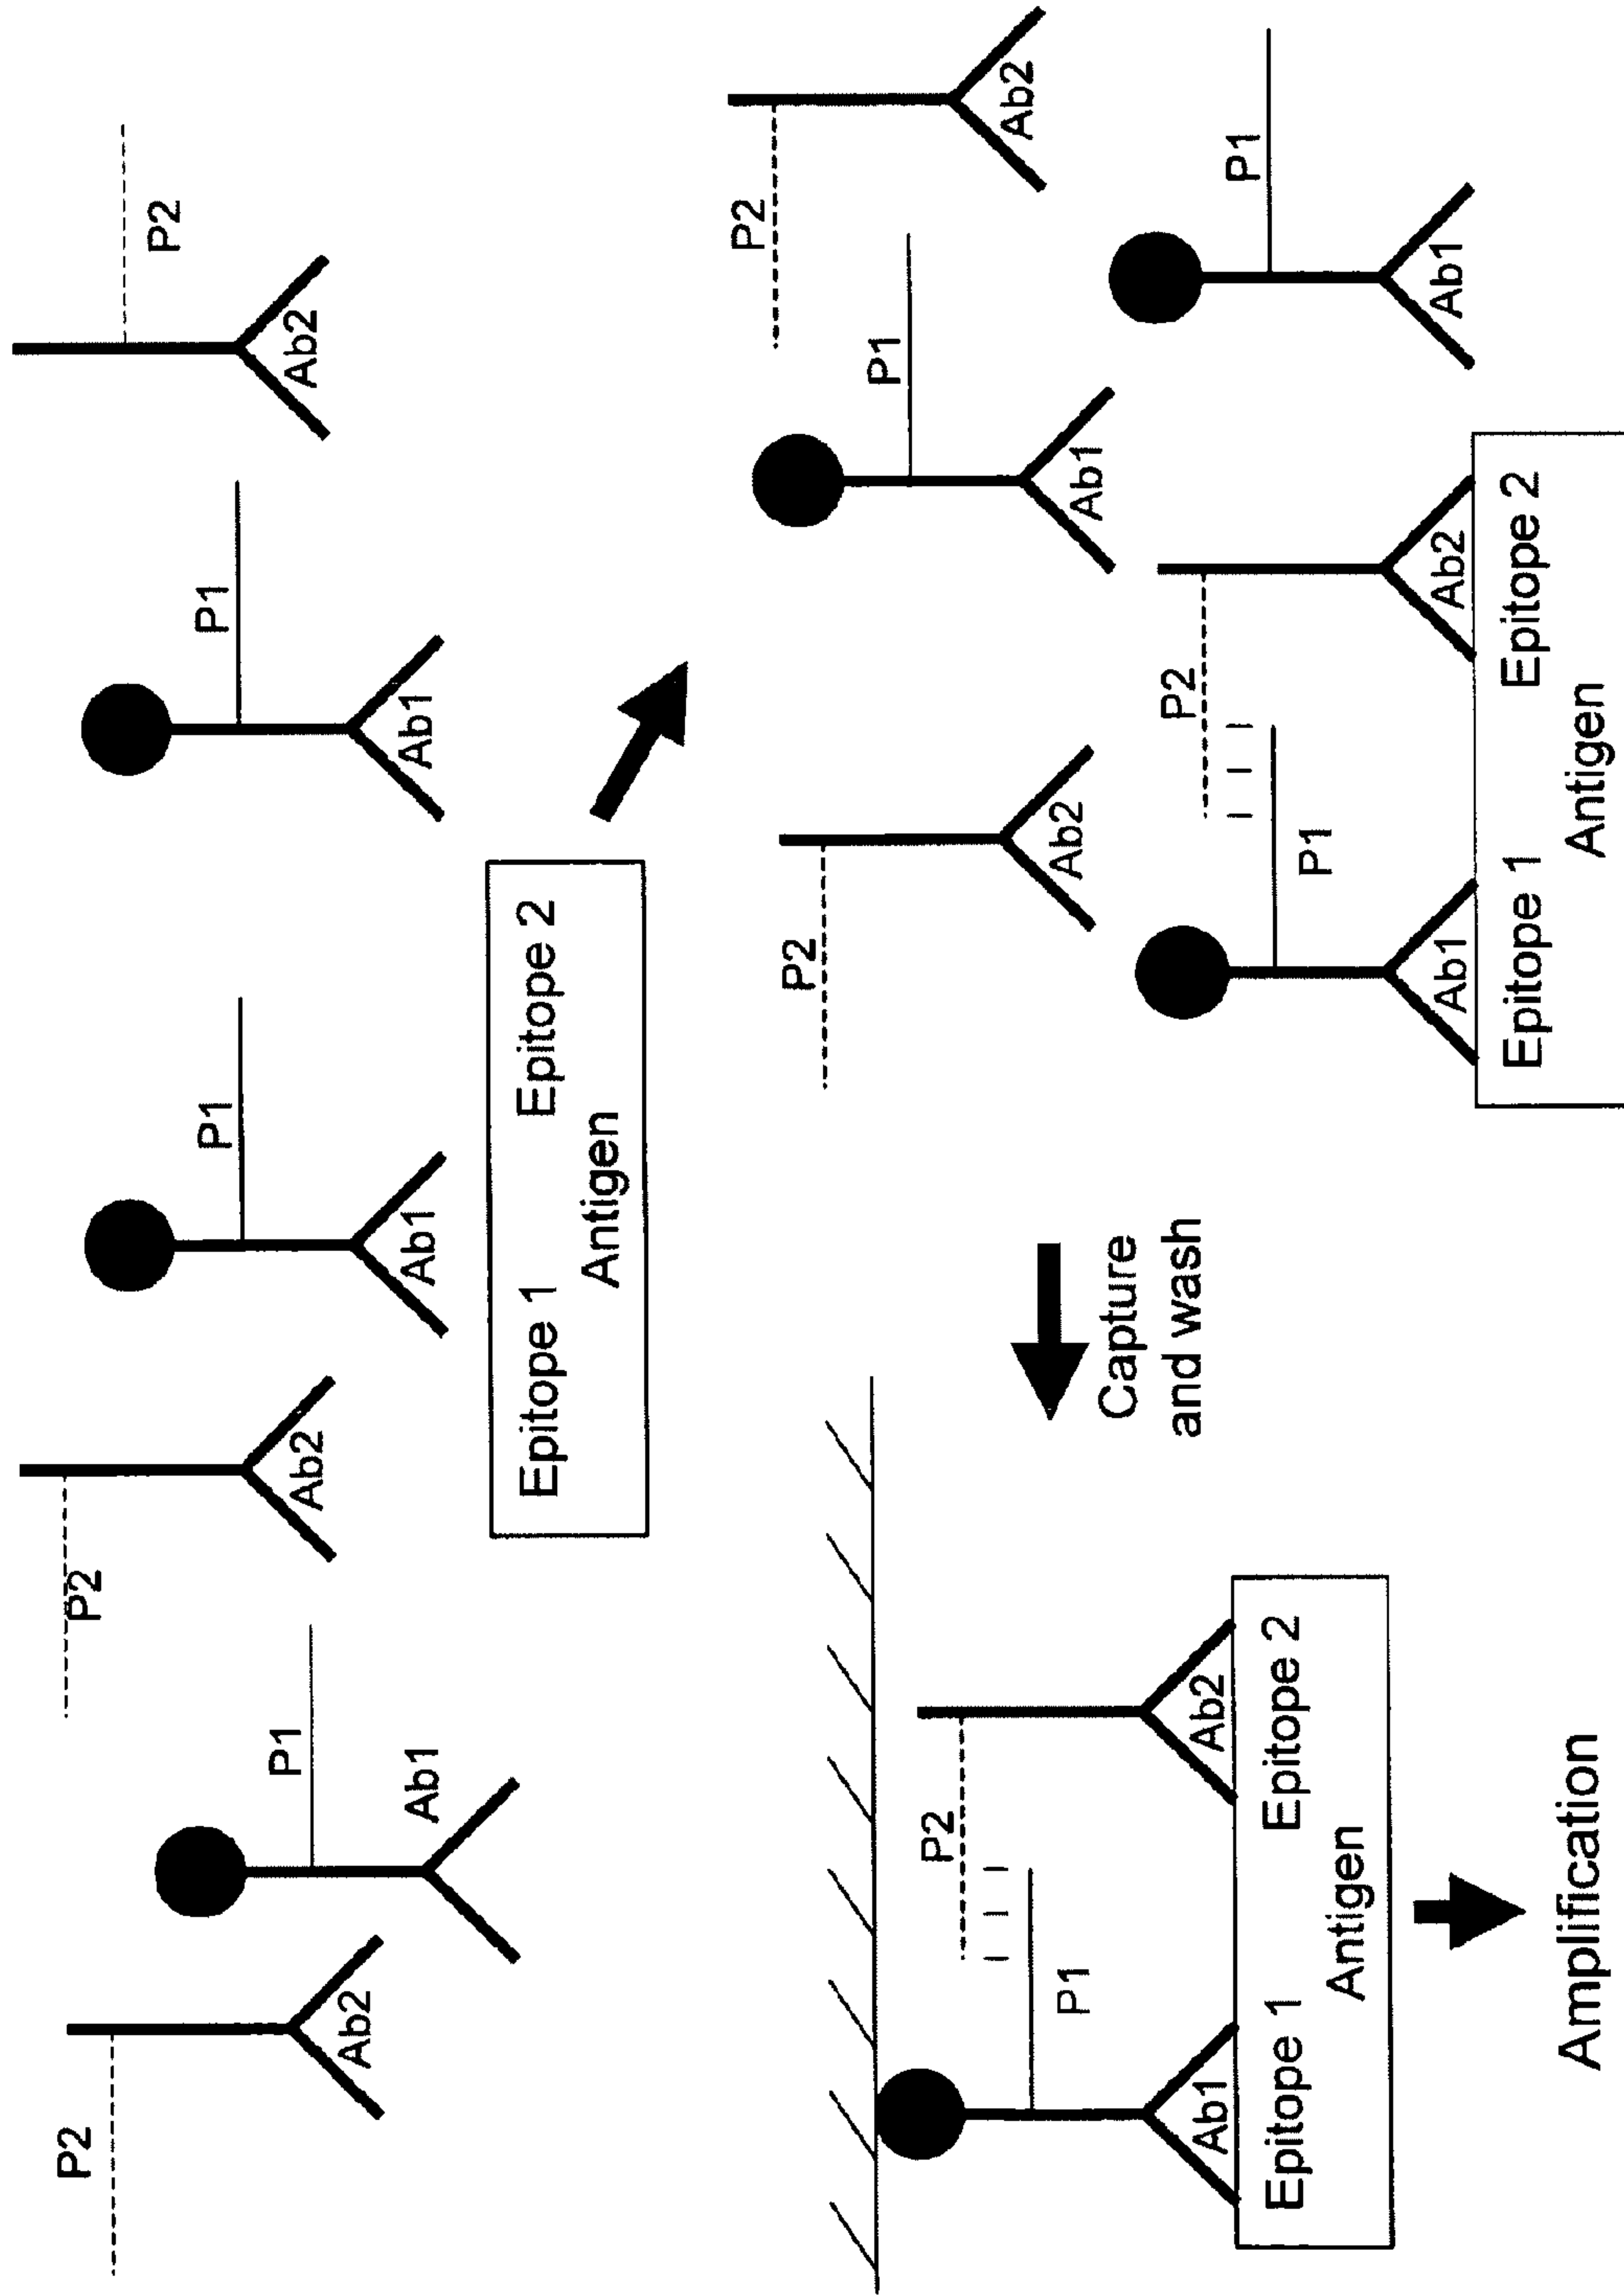 P2
P2
P2
P1
P1
P1
Ab2
Ab2
Ab2
Ab1
Ab1
Ab1
Epitope 1 Epitope 2
Antigen
P2
P2
P1
Ab2
Ab2
Ab1
P2
P1
P1
Ab1 Ab2 Ab1
Epitope 1 Epitope 2
Antigen
Capture
and wash
P2
P1
Ab1 Ab2
Epitope 1 Epitope 2
Antigen
Amplification